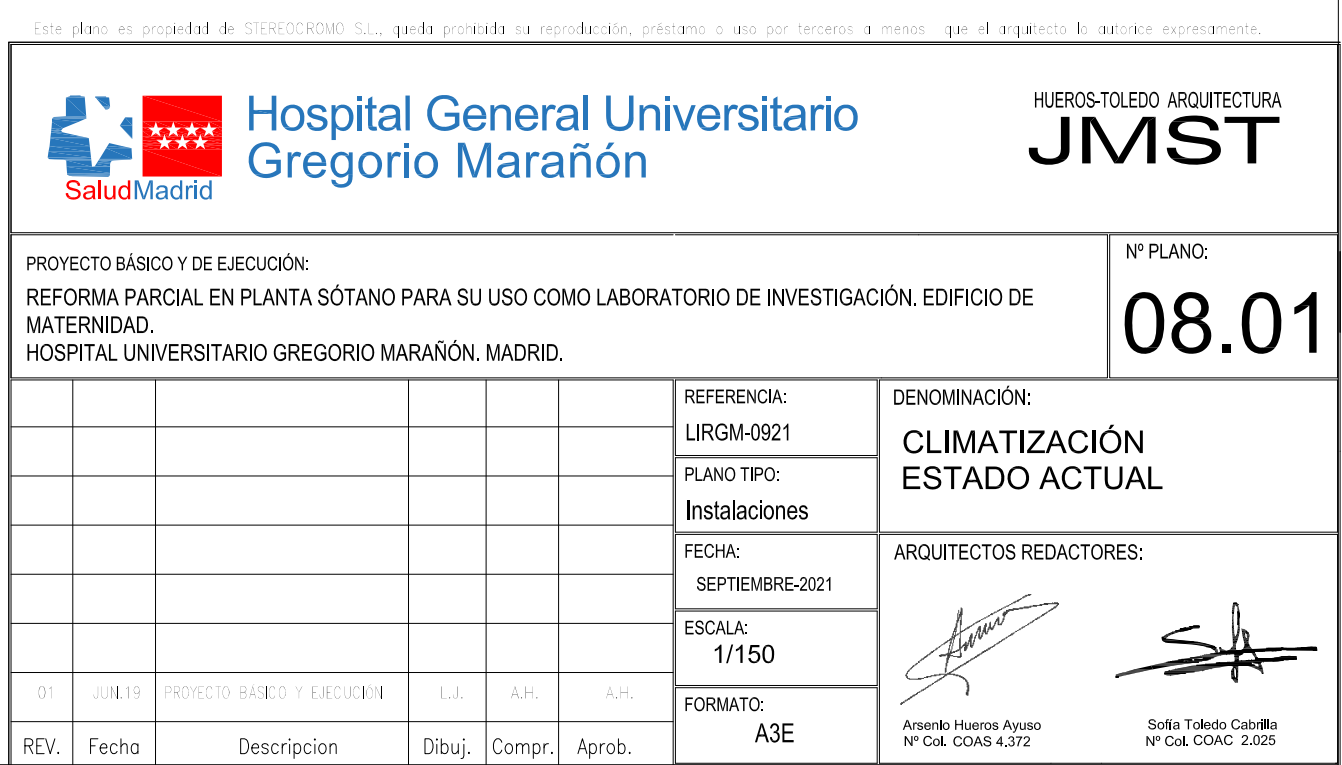 Este plano es propiedad de STEREOCROMO S.L., queda prohibida su reproducción, préstamo o uso por terceros a menos que el arquitecto lo autorice expresamente.
SaludMadrid
Hospital General Universitario
Gregorio Marañón
HUEROS-TOLEDO ARQUITECTURA
JMST
PROYECTO BÁSICO Y DE EJECUCIÓN:
REFORMA PARCIAL EN PLANTA SÓTANO PARA SU USO COMO LABORATORIO DE INVESTIGACIÓN. EDIFICIO DE
MATERNIDAD.
HOSPITAL UNIVERSITARIO GREGORIO MARAÑÓN. MADRID.
Nº PLANO:
08.01
REFERENCIA:
LIRGM-0921
PLANO TIPO:
Instalaciones
FECHA:
SEPTIEMBRE-2021
ESCALA:
1/150
FORMATO:
A3E
DENOMINACIÓN:
CLIMATIZACIÓN
ESTADO ACTUAL
ARQUITECTOS REDACTORES:
Arsenio Hueros Ayuso
Nº Col. COAS 4.372
Sofía Toledo Cabrilla
Nº Col. COAC 2.025
01 JUN.19 PROYECTO BÁSICO Y EJECUCIÓN L.J. A.H. A.H.
REV. Fecha Descripcion Dibuj. Compr. Aprob.